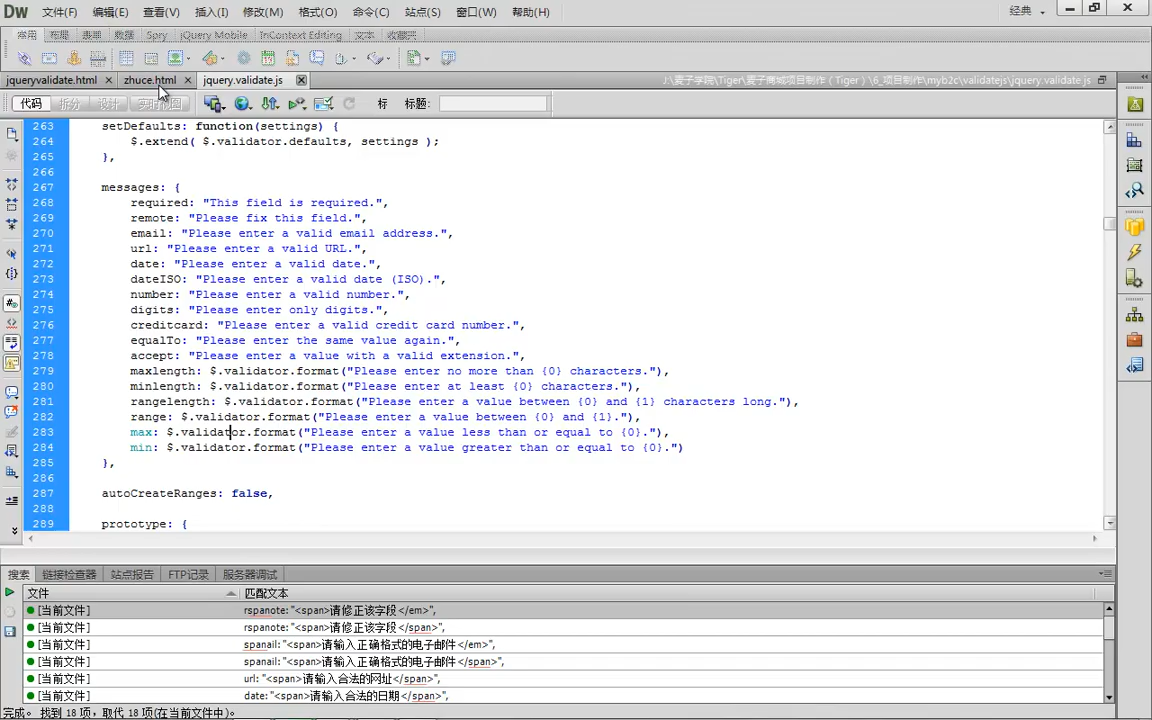 Dw 文件(F) 编辑(E) 查看(V) 插入(I) 修改(M) 格式(O) 命令(C) 站点(S) 窗口(W) 帮助(H) 经典
常用 布局 表单 数据 Spry jQuery Mobile InContext Editing 文本 收藏夹
jqueryvalidate.html zhuce.html jquery.validate.js J:\麦子学院\Tiger\麦子商城项目制作 (Tiger)\6_项目制作\myb2c\validatejs\jquery.validate.js
代码 拆分 设计 实时视图 标 标题:
263 setDefaults: function(settings) {
264 $.extend( $.validator.defaults, settings );
265 },
266
267 messages: {
268 required: "This field is required.",
269 remote: "Please fix this field.",
270 email: "Please enter a valid email address.",
271 url: "Please enter a valid URL.",
272 date: "Please enter a valid date.",
273 dateISO: "Please enter a valid date (ISO).",
274 number: "Please enter a valid number.",
275 digits: "Please enter only digits.",
276 creditcard: "Please enter a valid credit card number.",
277 equalTo: "Please enter the same value again.",
278 accept: "Please enter a value with a valid extension.",
279 maxlength: $.validator.format("Please enter no more than {0} characters."),
280 minlength: $.validator.format("Please enter at least {0} characters."),
281 rangelength: $.validator.format("Please enter a value between {0} and {1} characters long."),
282 range: $.validator.format("Please enter a value between {0} and {1}."),
283 max: $.validator.format("Please enter a value less than or equal to {0}."),
284 min: $.validator.format("Please enter a value greater than or equal to {0}.")
285 },
286
287 autoCreateRanges: false,
288
289 prototype: {
搜索 链接检查器 站点报告 FTP记录 服务器调试
文件 匹配文本
[当前文件] rspanote:"<span>请修正该字段</em>",
[当前文件] rspanote:"<span>请修正该字段</span>",
[当前文件] spanail:"<span>请输入正确格式的电子邮件</em>",
[当前文件] spanail:"<span>请输入正确格式的电子邮件</span>",
[当前文件] url:"<span>请输入合法的网址</span>",
[当前文件] date:"<span>请输入合法的日期</span>",
完成。 找到 18 项，取代 18 项(在当前文件中)。